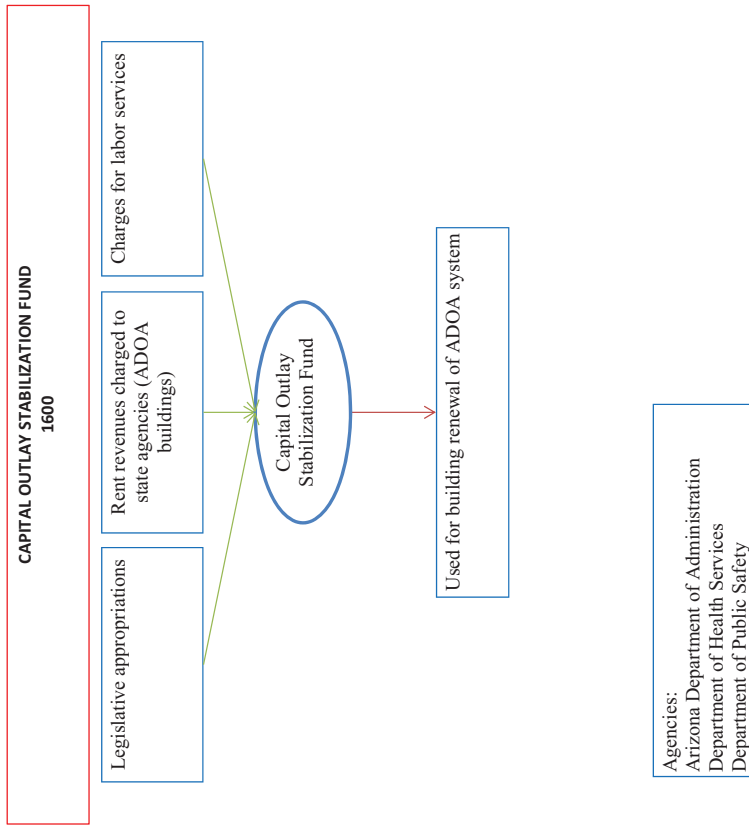 CAPITAL OUTLAY STABILIZATION FUND
1600
Legislative appropriations
Rent revenues charged to
state agencies (ADOA
buildings)
Charges for labor services
Capital Outlay
Stabilization Fund
Used for building renewal of ADOA system
Agencies:
Arizona Department of Administration
Department of Health Services
Department of Public Safety